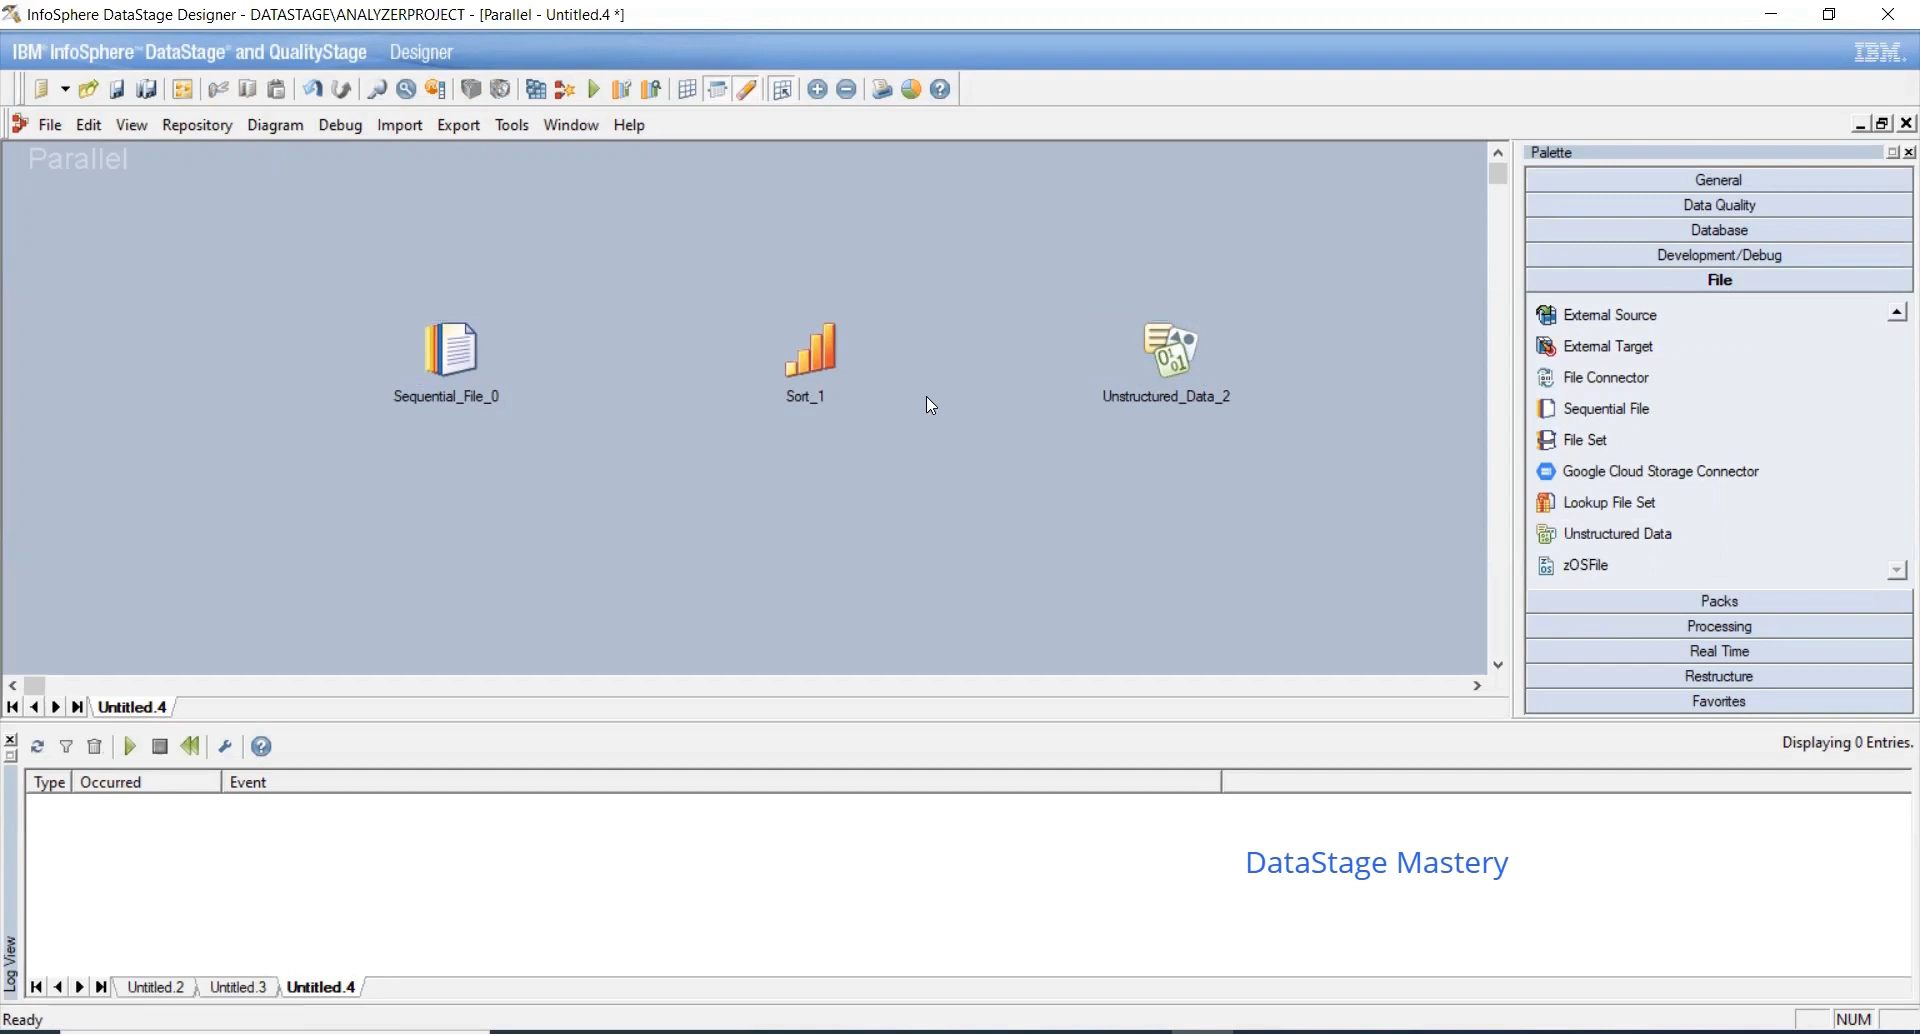 InfoSphere DataStage Designer - DATASTAGE\ANALYZERPROJECT - [Parallel - Untitled.4 *]
IBM InfoSphere DataStage and QualityStage Designer
IBM.
File Edit View Repository Diagram Debug Import Export Tools Window Help
Parallel
Sequential_File_0
Sort_1
Unstructured_Data_2
Untitled.4
Palette
General
Data Quality
Database
Development/Debug
File
External Source
External Target
File Connector
Sequential File
File Set
Google Cloud Storage Connector
Lookup File Set
Unstructured Data
zOSFile
Packs
Processing
Real Time
Restructure
Favorites
Displaying 0 Entries.
Type Occurred Event
DataStage Mastery
Log View
Untitled.2 Untitled.3 Untitled.4
Ready
NUM